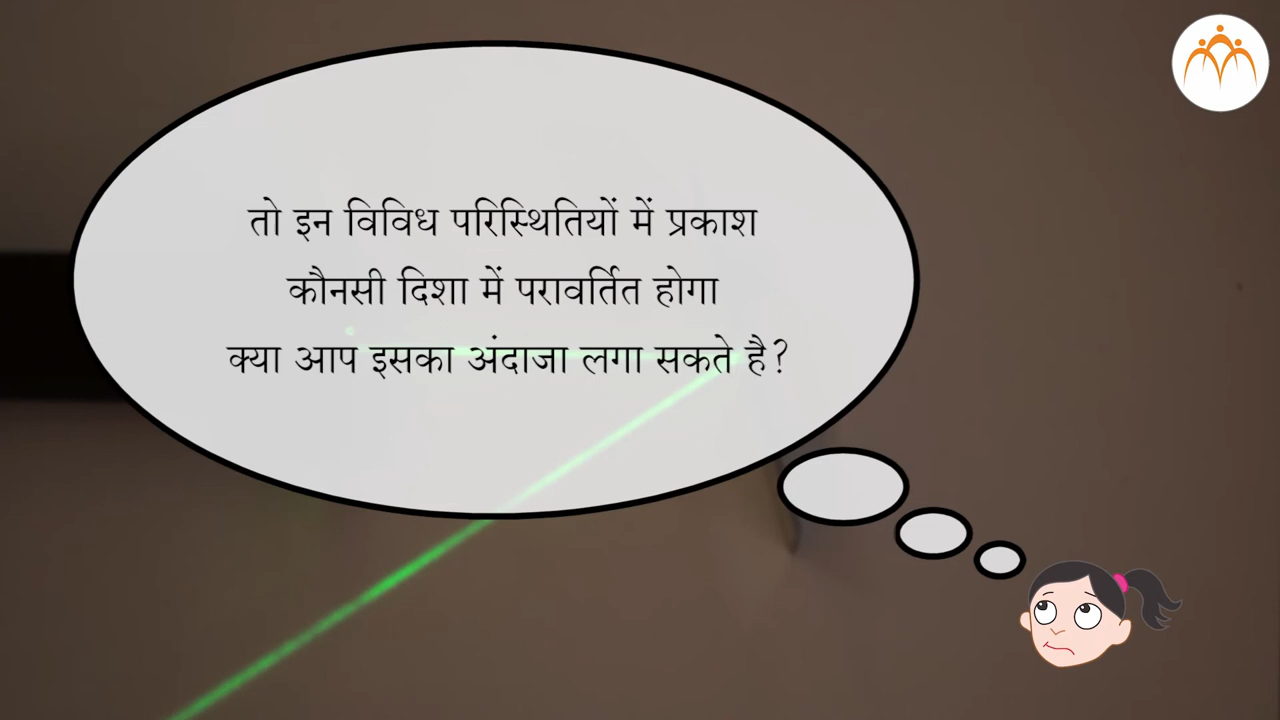 तो इन विविध परिस्थितियों में प्रकाश
कौनसी दिशा में परावर्तित होगा
क्या आप इसका अंदाजा लगा सकते है?